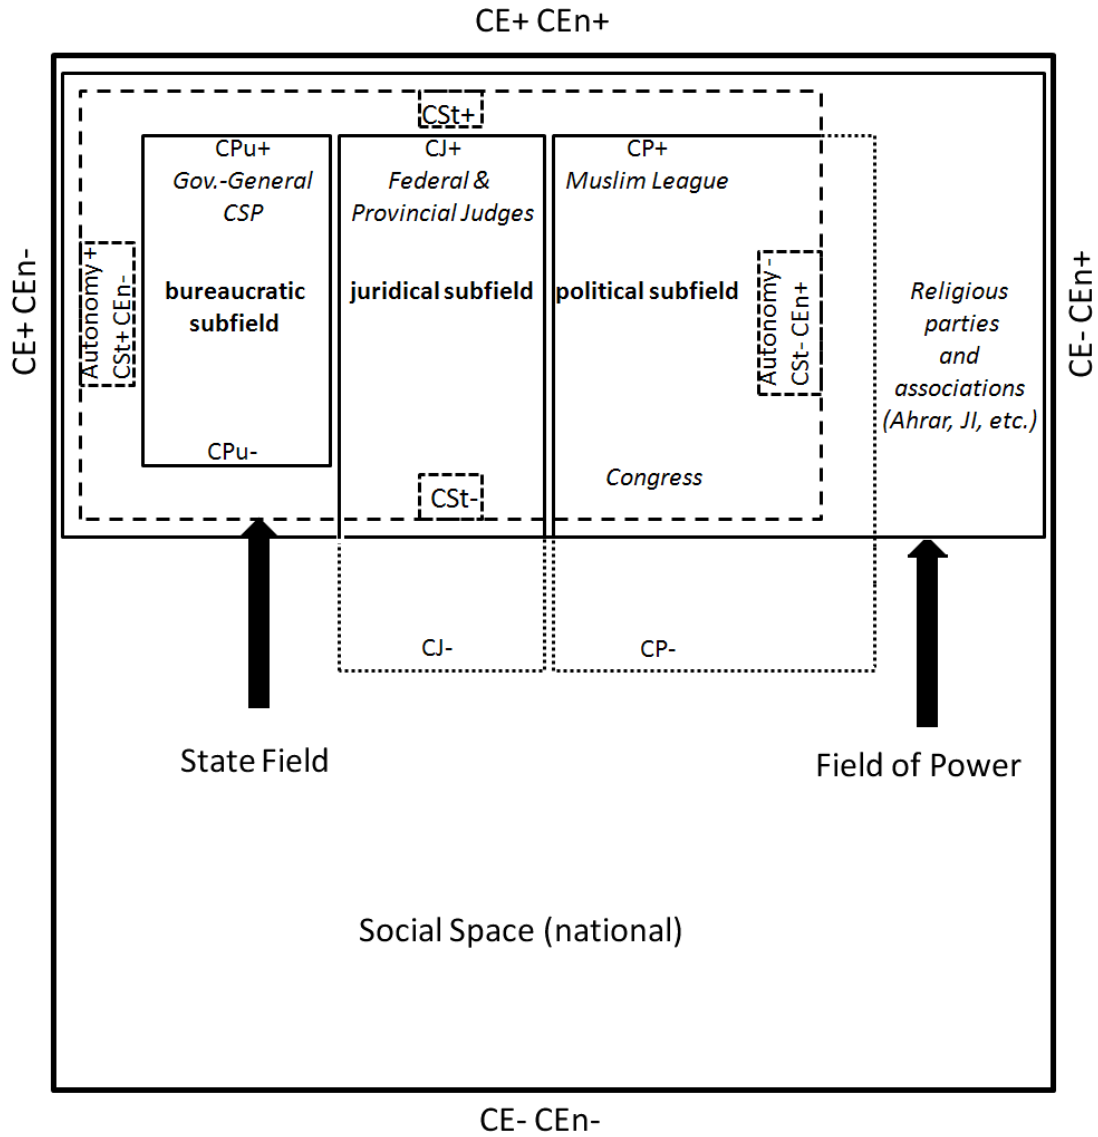 CE+ CEn+
CSt+
CPu+
Gov.-General
CSP
CJ+
Federal &
Provincial Judges
CP+
Muslim League
CE+ CEn-
Autonomy +
CSt+ CEn-
bureaucratic
subfield
juridical subfield
political subfield
Autonomy -
CSt- CEn+
Religious
parties
and
associations
(Ahrar, JI, etc.)
CE- CEn+
CPu-
CSt-
Congress
CJ-
CP-
State Field
Field of Power
Social Space (national)
CE- CEn-